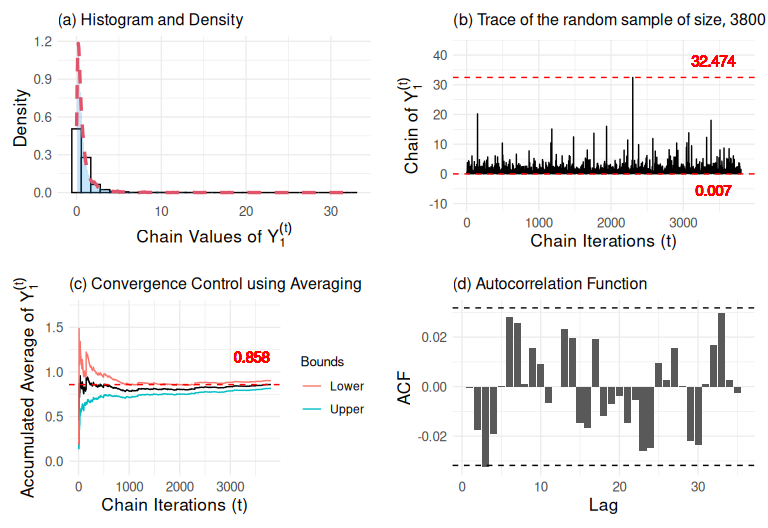 (a) Histogram and Density
1.2
0.9
0.6
0.3
0.0
Density
0 10 20 30
Chain Values of Y₁⁽ᵗ⁾
(b) Trace of the random sample of size, 3800
40
30
20
10
0
-10
Chain of Y₁⁽ᵗ⁾
32.474
0.007
0 1000 2000 3000
Chain Iterations (t)
(c) Convergence Control using Averaging
1.5
1.0
0.5
0.0
Accumulated Average of Y₁⁽ᵗ⁾
0.858
0 1000 2000 3000
Chain Iterations (t)
Bounds
Lower
Upper
(d) Autocorrelation Function
0.02
0.00
-0.02
ACF
0 10 20 30
Lag